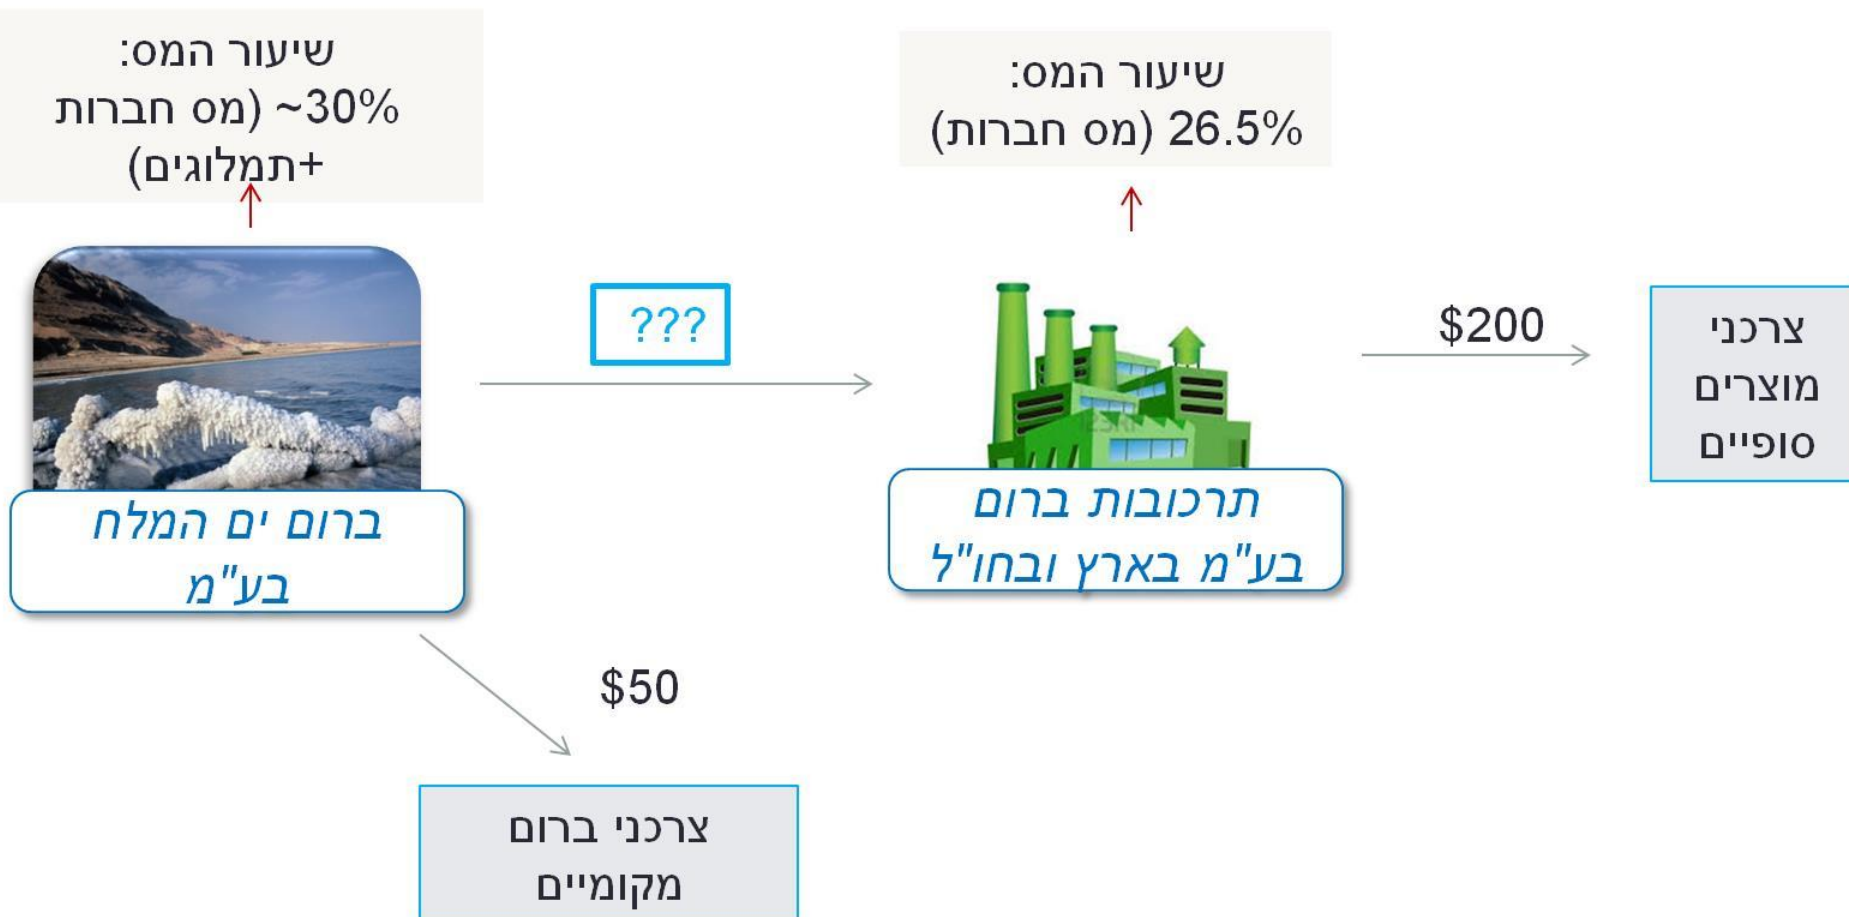 שיעור המס:
~30% (מס חברות
+תמלוגים)
שיעור המס:
26.5% (מס חברות)
???
$200
צרכני
מוצרים
סופיים
ברום ים המלח
בע"מ
תרכובות ברום
בע"מ בארץ ובחו"ל
$50
צרכני ברום
מקומיים